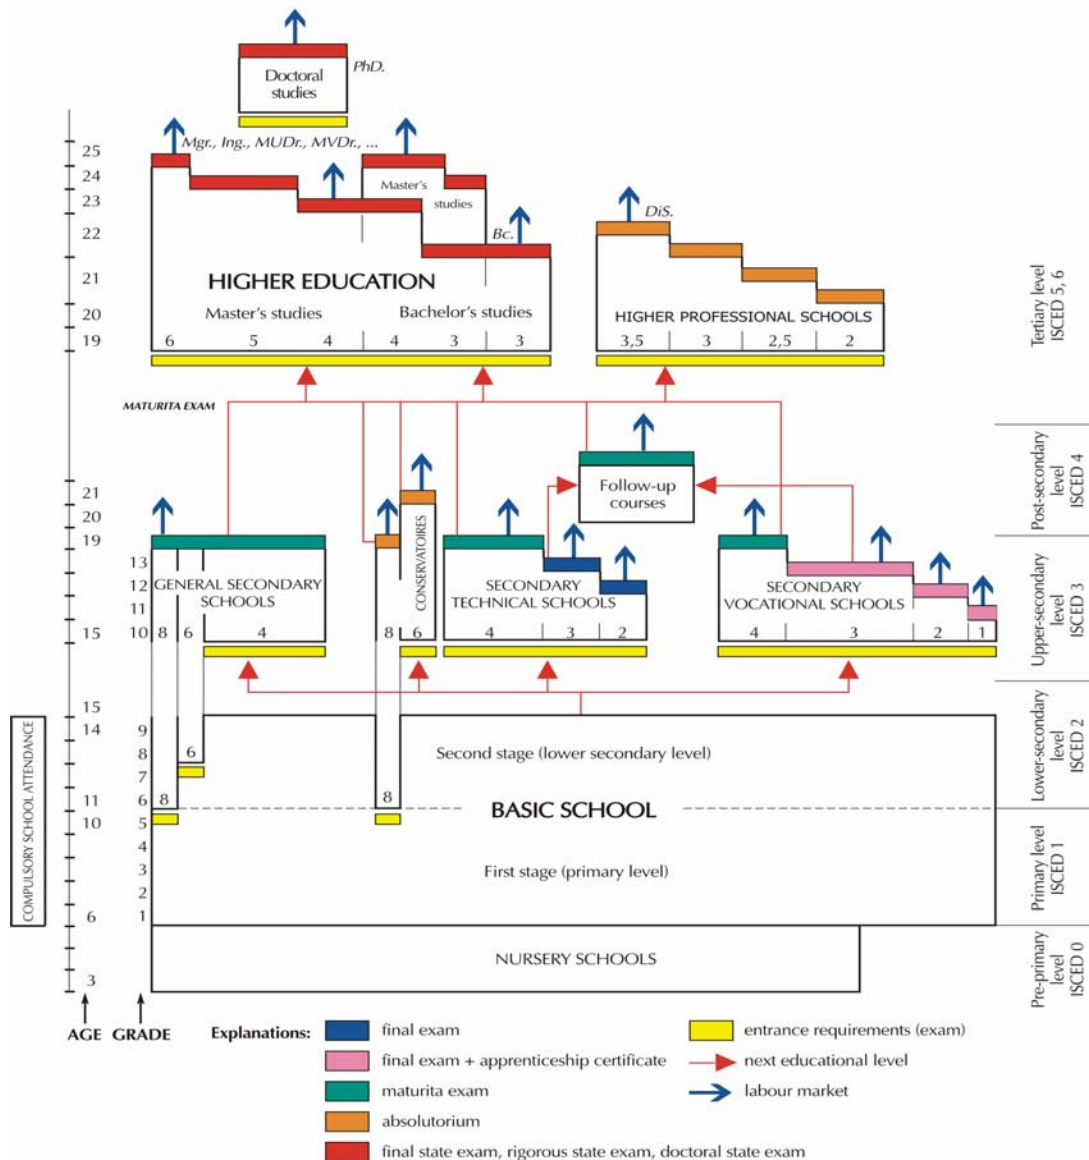 PhD.
Doctoral
studies
Mgr., Ing., MUDr., MVDr., ...
25
24
23
22
21
20
19
Master's
studies
Bc.
DiS.
HIGHER EDUCATION
Master's studies
Bachelor's studies
6
5
4
4
3
3
HIGHER PROFESSIONAL SCHOOLS
3,5
3
2,5
2
Tertiary level
ISCED 5, 6
MATURITA EXAM
Follow-up
courses
Post-secondary
level
ISCED 4
21
20
19
15
13
12
11
10
GENERAL SECONDARY
SCHOOLS
8
6
4
CONSERVATOIRES
8
6
SECONDARY
TECHNICAL SCHOOLS
4
3
2
SECONDARY
VOCATIONAL SCHOOLS
4
3
2
1
Upper-secondary
level
ISCED 3
COMPULSORY SCHOOL ATTENDANCE
15
14
11
10
6
3
9
8
7
6
5
4
3
2
1
6
8
8
Second stage (lower secondary level)
BASIC SCHOOL
First stage (primary level)
Lower-secondary
level
ISCED 2
Primary level
ISCED 1
NURSERY SCHOOLS
Pre-primary
level
ISCED 0
AGE
GRADE
Explanations:
final exam
final exam + apprenticeship certificate
maturita exam
absolutorium
final state exam, rigorous state exam, doctoral state exam
entrance requirements (exam)
next educational level
labour market